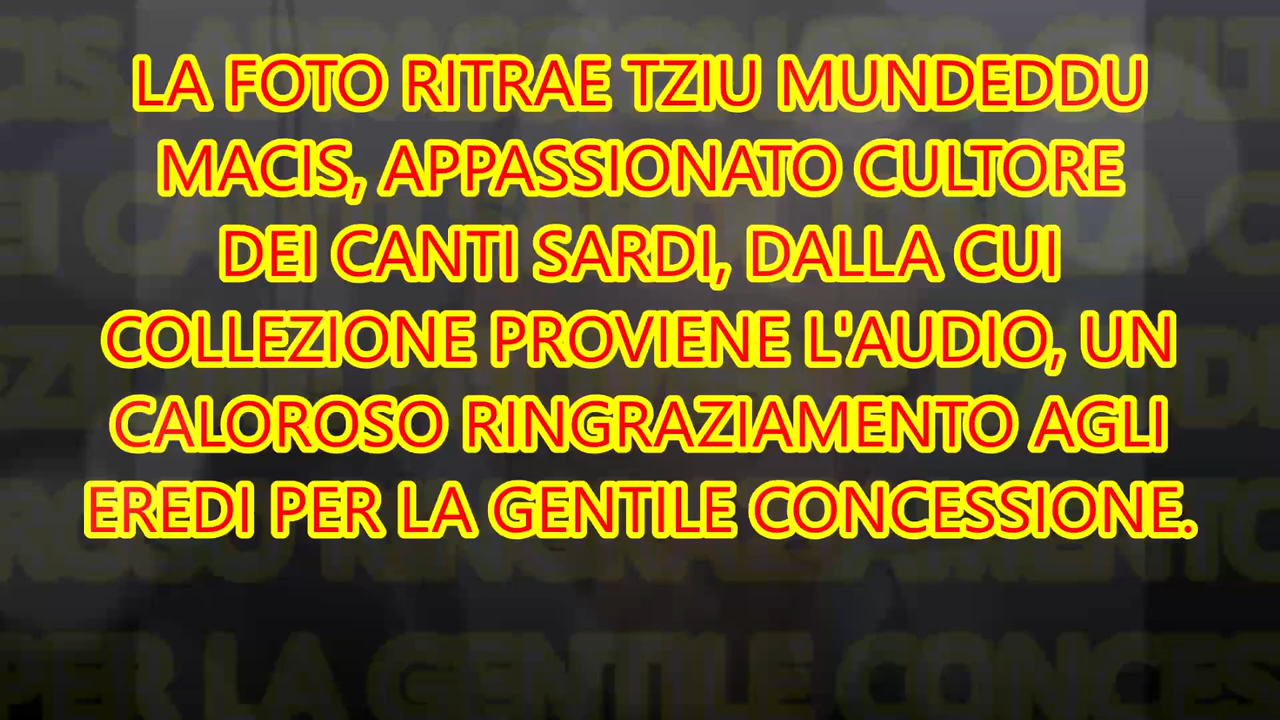 LA FOTO RITRAE TZIU MUNDEDDU
MACIS, APPASSIONATO CULTORE
DEI CANTI SARDI, DALLA CUI
COLLEZIONE PROVIENE L'AUDIO, UN
CALOROSO RINGRAZIAMENTO AGLI
EREDI PER LA GENTILE CONCESSIONE.